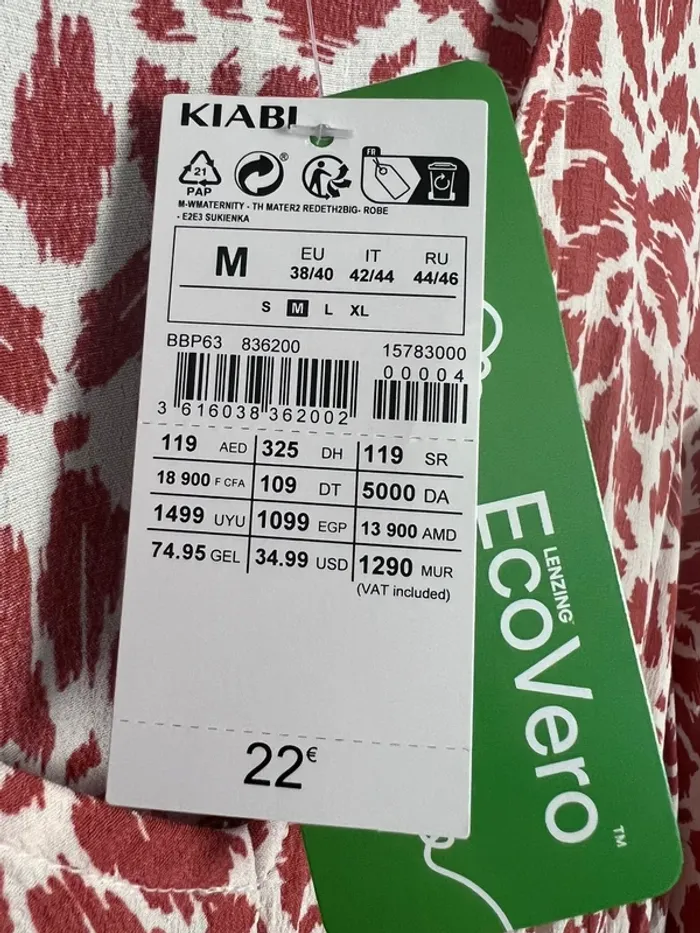 KIABI
21
PAP
®
FR
M-WMATERNITY - TH MATER2 REDETH2BIG- ROBE
- E2E3 SUKIENKA
M EU IT RU
38/40 42/44 44/46
S M L XL
BBP63 836200 15783000
00004
3 616038 362002
119 AED 325 DH 119 SR
18 900 F CFA 109 DT 5000 DA
1499 UYU 1099 EGP 13 900 AMD
74.95 GEL 34.99 USD 1290 MUR
(VAT included)
22€
LENZING
EcoVero™